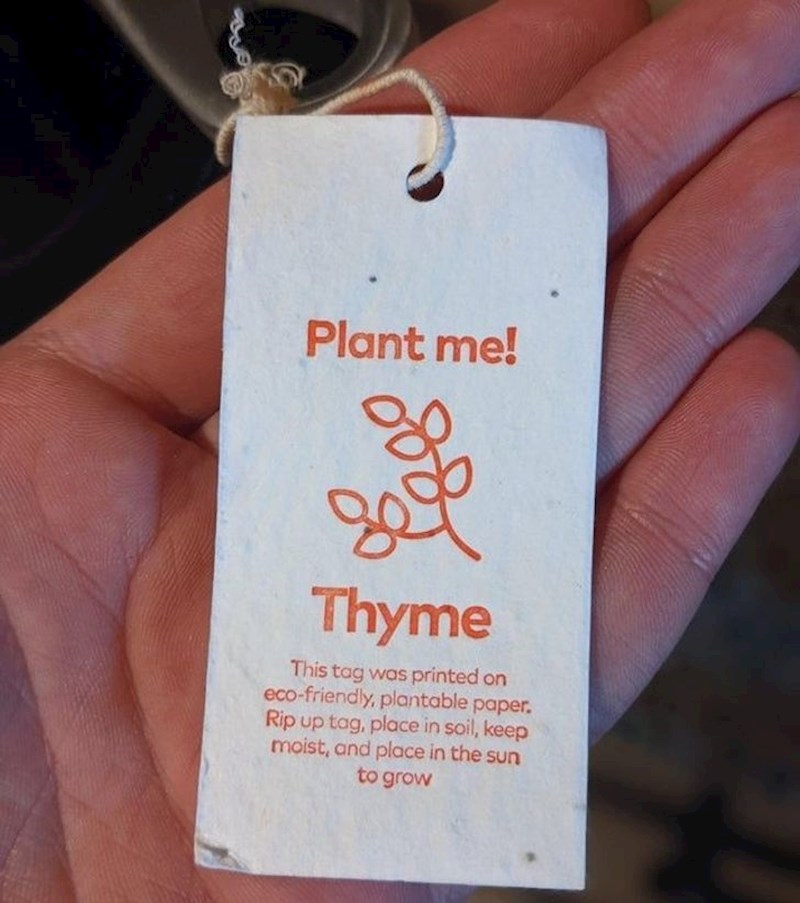 Plant me!
Thyme
This tag was printed on
eco-friendly, plantable paper.
Rip up tag, place in soil, keep
moist, and place in the sun
to grow